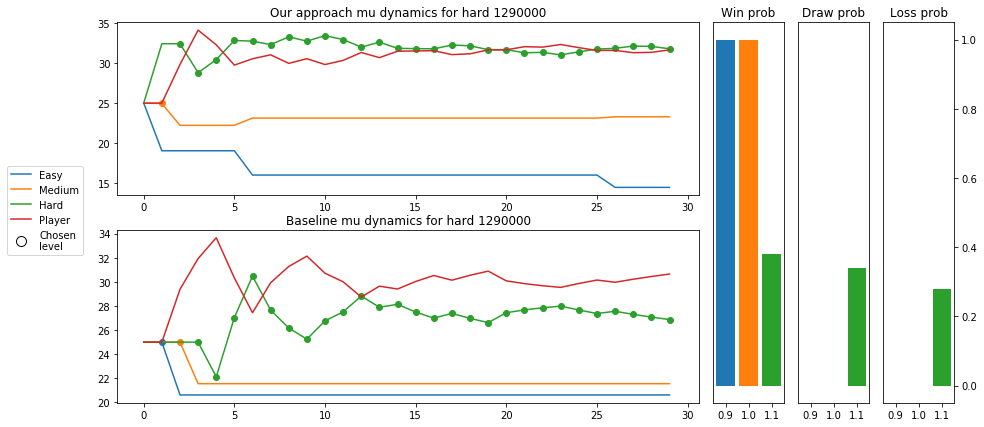 Our approach mu dynamics for hard 1290000
Win prob
Draw prob
Loss prob
35
30
25
20
15
0
5
10
15
20
25
30
Easy
Medium
Hard
Player
Chosen
level
Baseline mu dynamics for hard 1290000
34
32
30
28
26
24
22
20
0
5
10
15
20
25
30
0.9 1.0 1.1
0.9 1.0 1.1
0.9 1.0 1.1
1.0
0.8
0.6
0.4
0.2
0.0